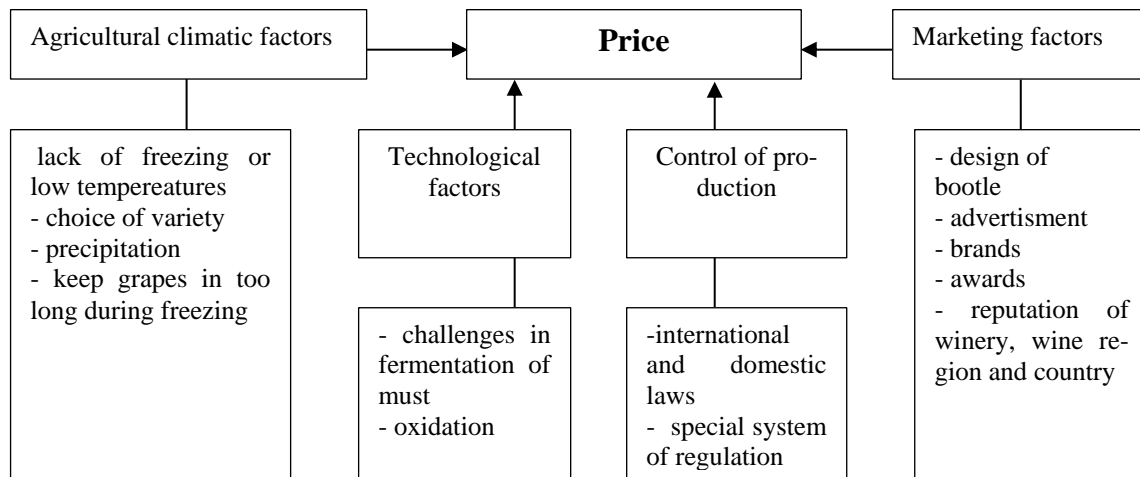 Agricultural climatic factors
Price
Marketing factors
lack of freezing or
low tempereatures
- choice of variety
- precipitation
- keep grapes in too
long during freezing
Technological
factors
Control of pro-
duction
- design of
bootle
- advertisment
- brands
- awards
- reputation of
winery, wine re-
gion and country
- challenges in
fermentation of
must
- oxidation
-international
and domestic
laws
- special system
of regulation